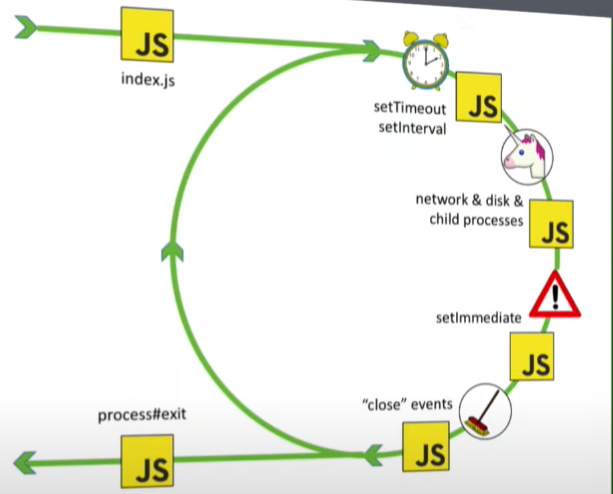 JS
index.js
setTimeout
setInterval
JS
network & disk &
child processes
JS
!
setImmediate
JS
"close" events
JS
process#exit
JS